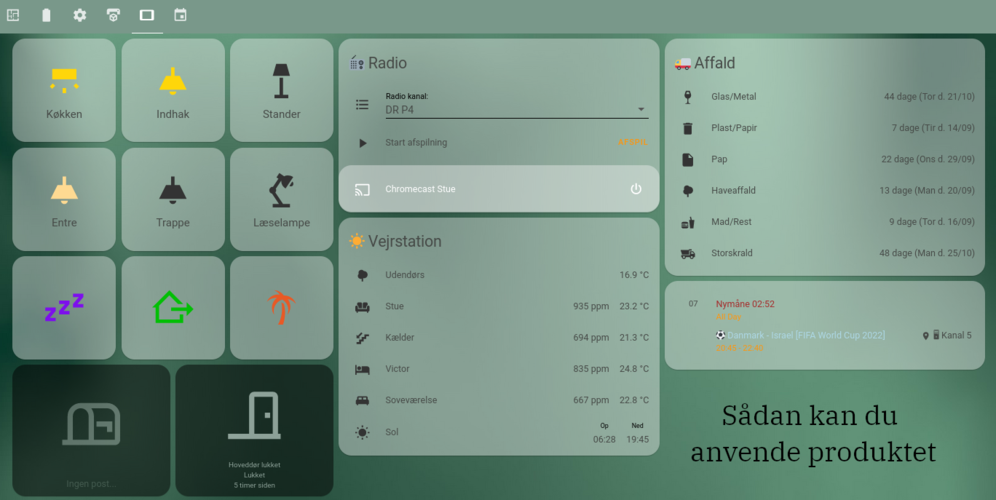 Køkken
Indhak
Stander
Entre
Trappe
Læselampe
zzz
Ingen post...
Hoveddør lukket
Lukket
5 timer siden
Radio
Radio kanal:
DR P4
Start afspilning
Chromecast Stue
Vejrstation
Udendørs 16.9 °C
Stue 935 ppm 23.2 °C
Kælder 694 ppm 21.3 °C
Victor 835 ppm 24.8 °C
Soveværelse 667 ppm 22.8 °C
Op Ned
Sol 06:28 19:45
Affald
Glas/Metal 44 dage (Tor d. 21/10)
Plast/Papir 7 dage (Tir d. 14/09)
Pap 22 dage (Ons d. 29/09)
Haveaffald 13 dage (Man d. 20/09)
Mad/Rest 9 dage (Tor d. 16/09)
Storskrald 48 dage (Man d. 25/10)
07 Nymåne 02:52
Danmark - Israel [FIFA World Cup 2022] Kanal 5
Sådan kan du
anvende produktet